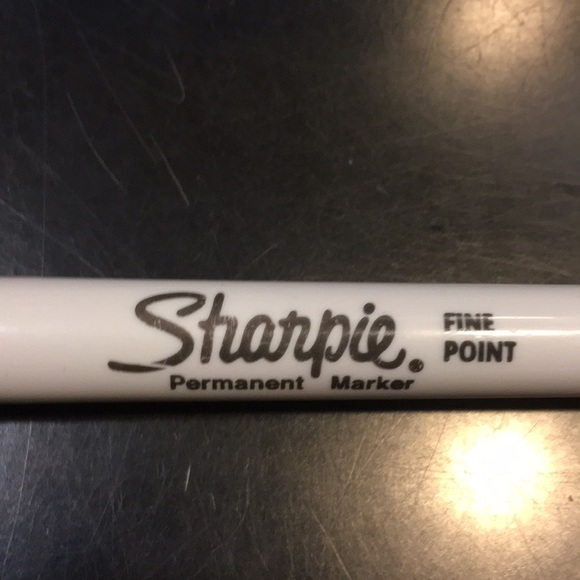 Sharpie® FINE
POINT
Permanent Marker